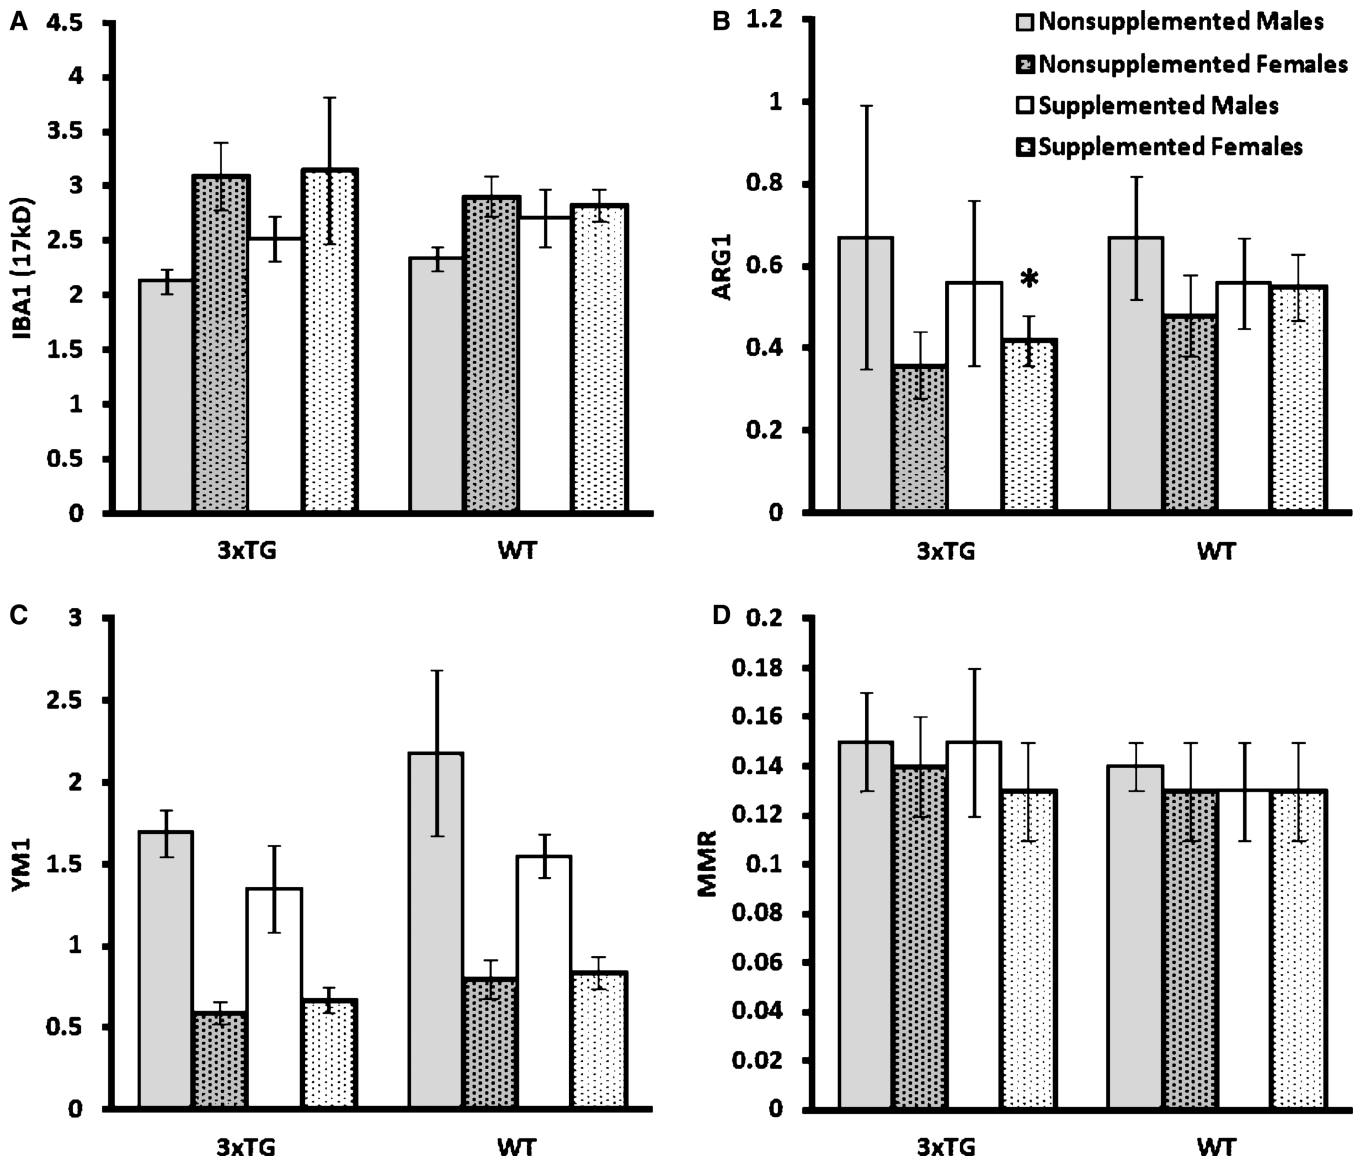 A
4.5
4
3.5
3
2.5
2
1.5
1
0.5
0
IBA1 (17kD)
3xTG
WT
B
1.2
1
0.8
0.6
0.4
0.2
0
ARG1
Nonsupplemented Males
Nonsupplemented Females
Supplemented Males
Supplemented Females
*
3xTG
WT
C
3
2.5
2
1.5
1
0.5
0
YM1
3xTG
WT
D
0.2
0.18
0.16
0.14
0.12
0.1
0.08
0.06
0.04
0.02
0
MMR
3xTG
WT